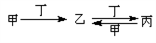 丁 丁
甲 → 乙 ⇌ 丙
甲